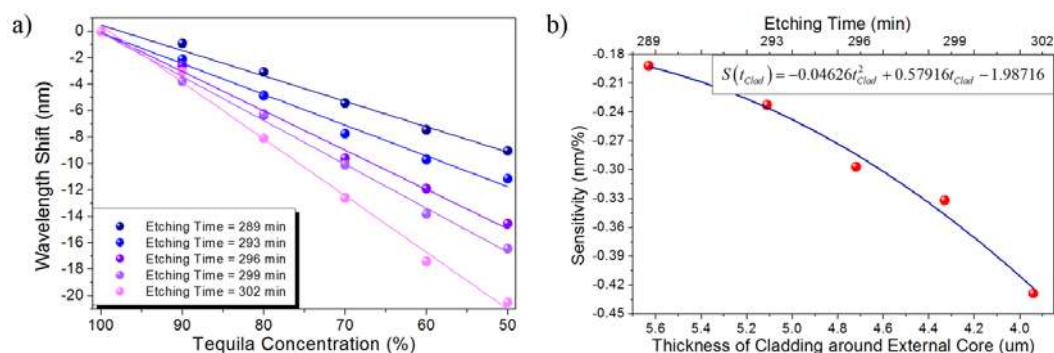 a)
0
-2
-4
-6
-8
-10
-12
-14
-16
-18
-20
Wavelength Shift (nm)
Etching Time = 289 min
Etching Time = 293 min
Etching Time = 296 min
Etching Time = 299 min
Etching Time = 302 min
100 90 80 70 60 50
Tequila Concentration (%)
b)
Etching Time (min)
289 293 296 299 302
S(t_Clad) = −0.04626t²_Clad + 0.57916t_Clad − 1.98716
-0.18
-0.21
-0.24
-0.27
-0.30
-0.33
-0.36
-0.39
-0.42
-0.45
Sensitivity (nm/%)
5.6 5.4 5.2 5.0 4.8 4.6 4.4 4.2 4.0
Thickness of Cladding around External Core (um)